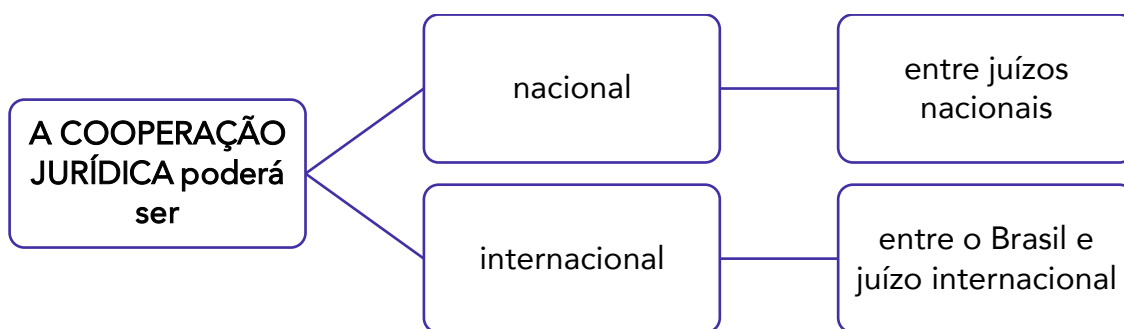 A COOPERAÇÃO
JURÍDICA poderá
ser
nacional
entre juízos
nacionais
internacional
entre o Brasil e
juízo internacional